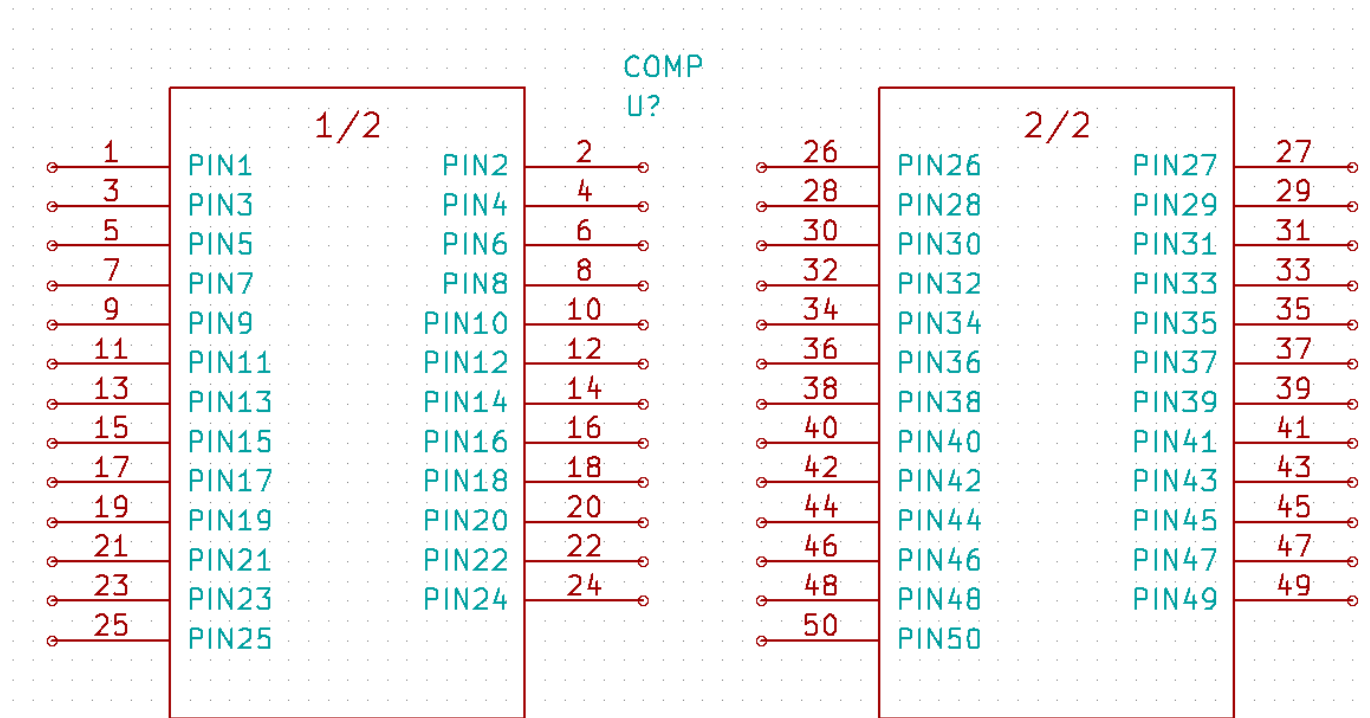 COMP
U?
1/2
1 PIN1 PIN2 2
3 PIN3 PIN4 4
5 PIN5 PIN6 6
7 PIN7 PIN8 8
9 PIN9 PIN10 10
11 PIN11 PIN12 12
13 PIN13 PIN14 14
15 PIN15 PIN16 16
17 PIN17 PIN18 18
19 PIN19 PIN20 20
21 PIN21 PIN22 22
23 PIN23 PIN24 24
25 PIN25
2/2
26 PIN26 PIN27 27
28 PIN28 PIN29 29
30 PIN30 PIN31 31
32 PIN32 PIN33 33
34 PIN34 PIN35 35
36 PIN36 PIN37 37
38 PIN38 PIN39 39
40 PIN40 PIN41 41
42 PIN42 PIN43 43
44 PIN44 PIN45 45
46 PIN46 PIN47 47
48 PIN48 PIN49 49
50 PIN50